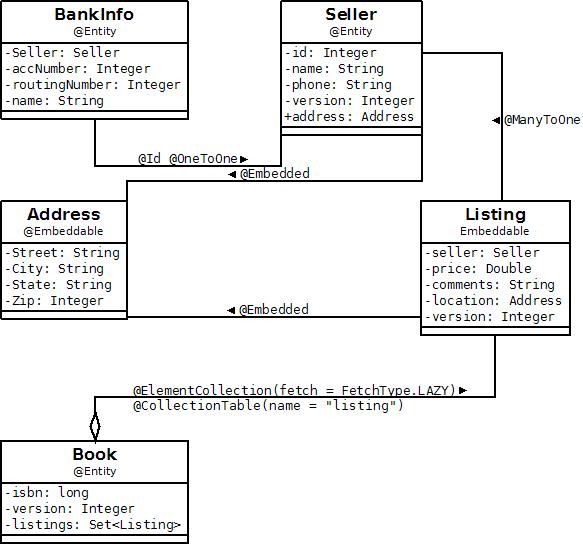 BankInfo
@Entity
-Seller: Seller
-accNumber: Integer
-routingNumber: Integer
-name: String
Seller
@Entity
-id: Integer
-name: String
-phone: String
-version: Integer
+address: Address
@ManyToOne
@Id @OneToOne
@Embedded
Address
@Embeddable
-Street: String
-City: String
-State: String
-Zip: Integer
Listing
Embeddable
-seller: Seller
-price: Double
-comments: String
-location: Address
-version: Integer
@Embedded
@ElementCollection(fetch = FetchType.LAZY)
@CollectionTable(name = "listing")
Book
@Entity
-isbn: long
-version: Integer
-listings: Set<Listing>